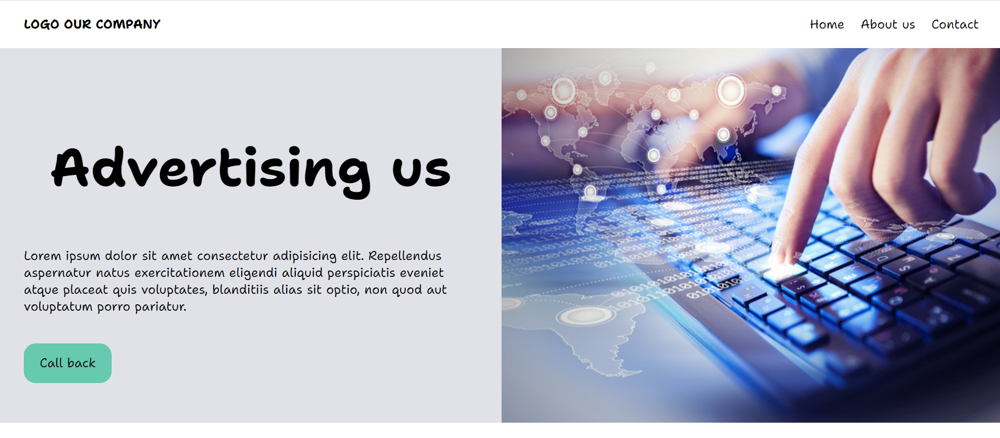 LOGO OUR COMPANY
Home About us Contact
Advertising us
Lorem ipsum dolor sit amet consectetur adipisicing elit. Repellendus
aspernatur natus exercitationem eligendi aliquid perspiciatis eveniet
atque placeat quis voluptates, blanditiis alias sit optio, non quod aut
voluptatum porro pariatur.
Call back